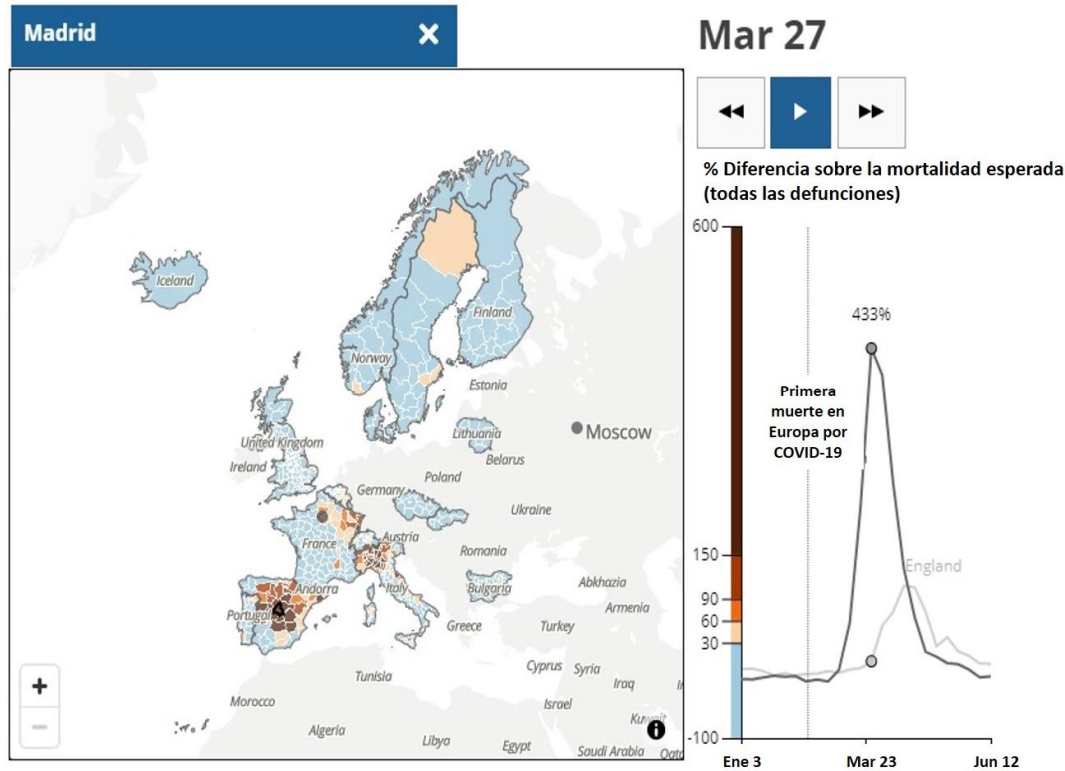 Madrid
Mar 27
% Diferencia sobre la mortalidad esperada
(todas las defunciones)
600
433%
Primera
muerte en
Europa por
COVID-19
England
150
90
60
30
-100
Ene 3
Mar 23
Jun 12
Iceland
Finland
Norway
Estonia
Moscow
Lithuania
United Kingdom
Belarus
Ireland
Poland
Germany
Ukraine
Austria
France
Romania
Abkhazia
Andorra
Italy
Bulgaria
Portugal
Armenia
Greece
Turkey
Cyprus
Syria
Tunisia
Iraq
Morocco
Israel
Kuwait
Algeria
Libya
Egypt
Saudi Arabia